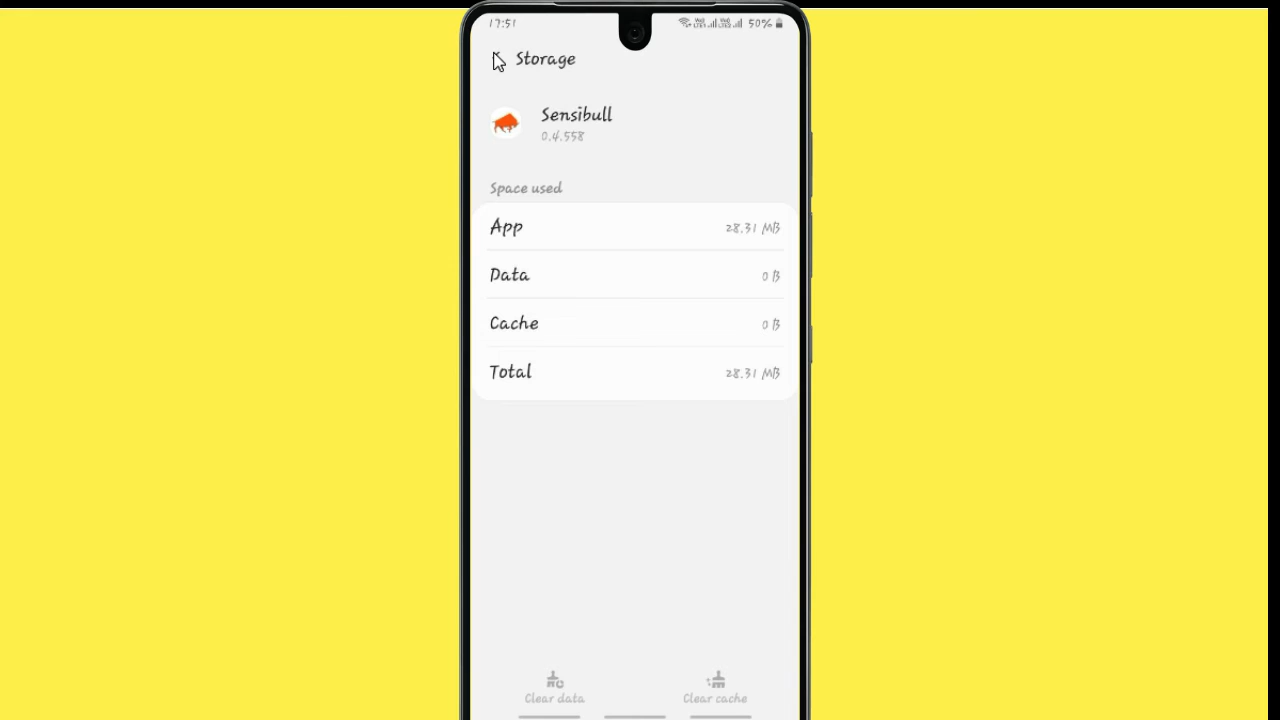 17:51 50%
Storage
Sensibull
0.4.558
Space used
App 28.31 MB
Data 0 B
Cache 0 B
Total 28.31 MB
Clear data Clear cache